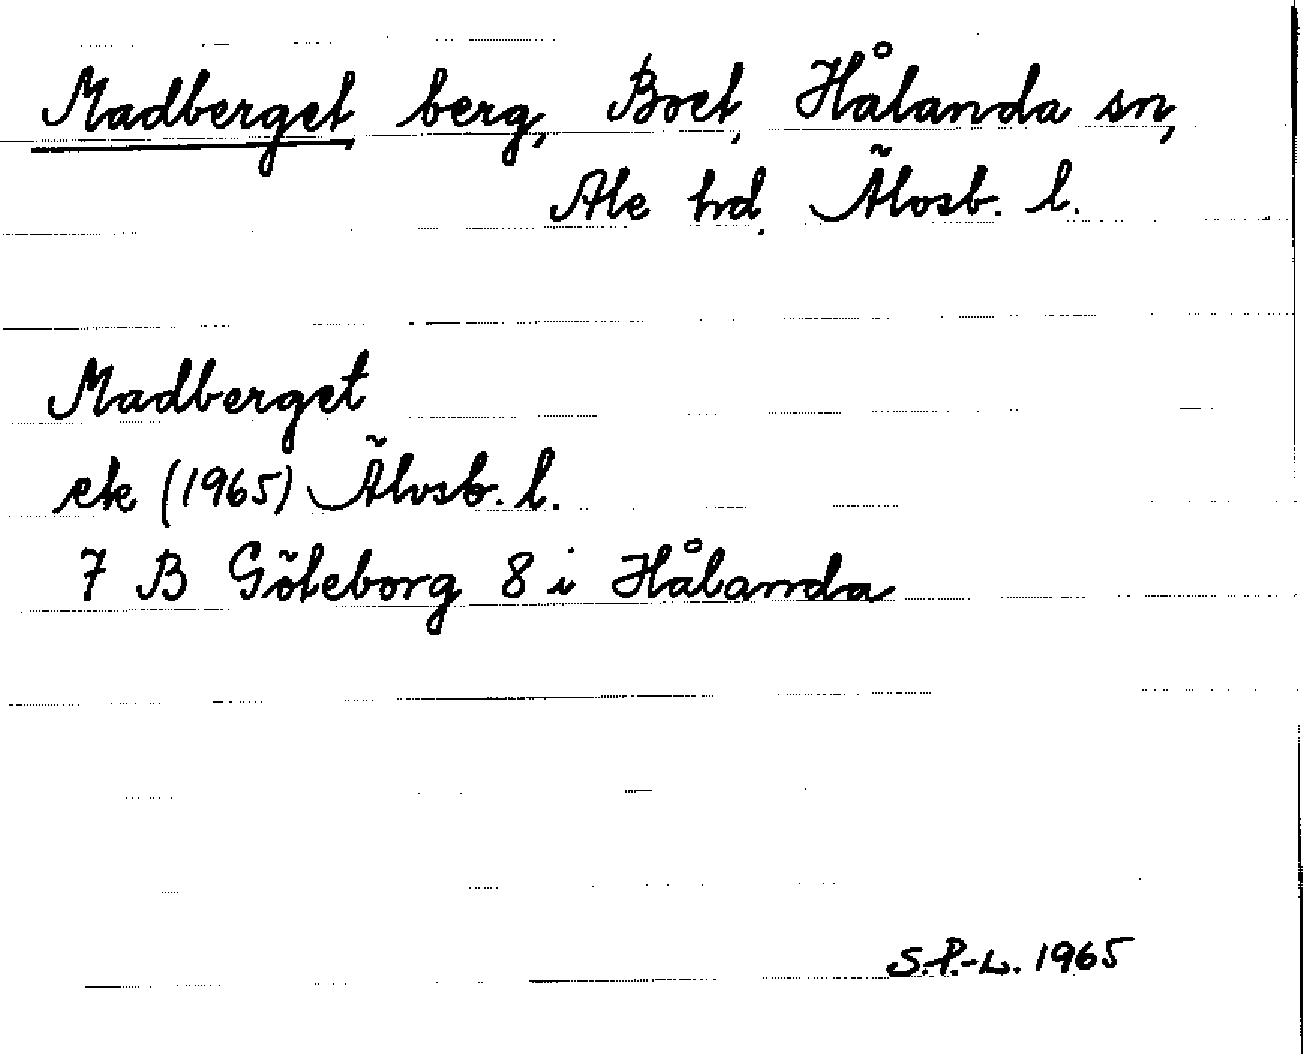 Madberget berg, Boet, Hålanda sn,
Ale hd, Älvsb. l.
Madberget
ek (1965) Älvsb. l.
7 B Göteborg 8 i Hålanda
S.P.-L. 1965